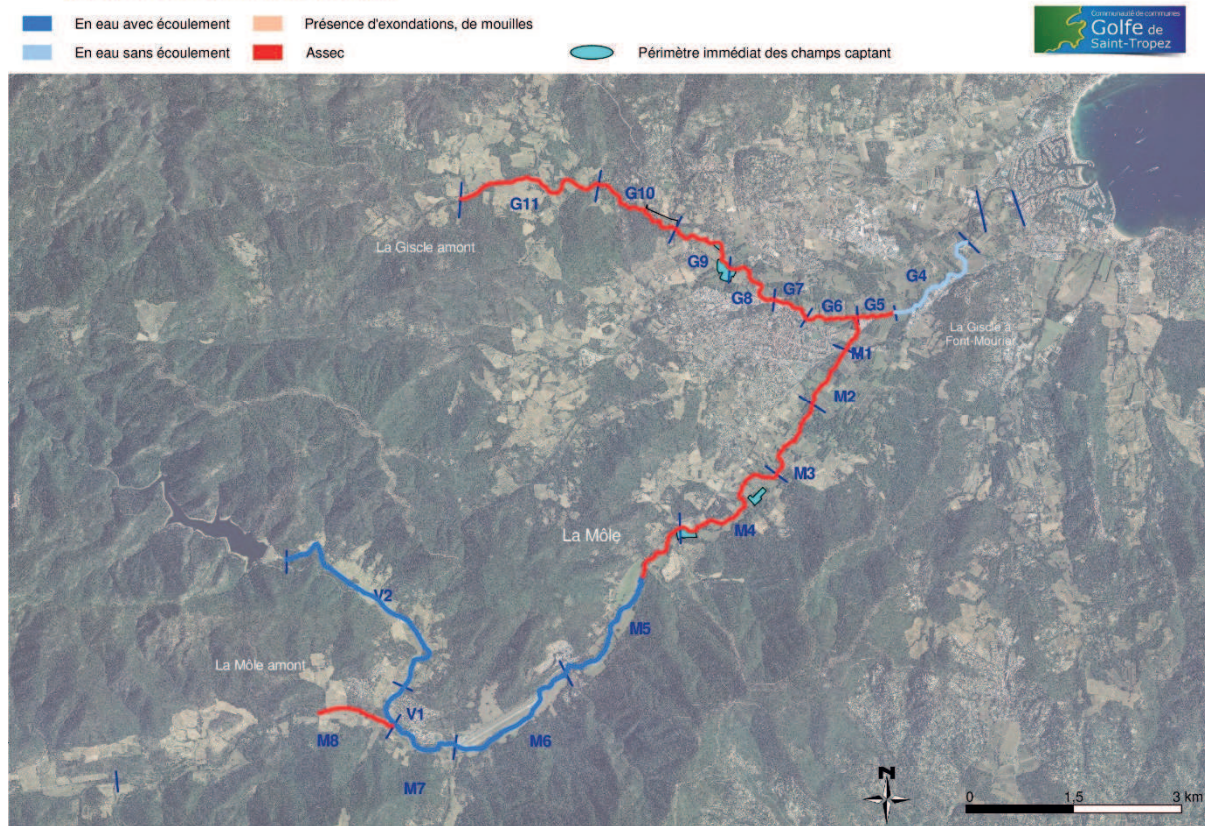 En eau avec écoulement
Présence d'exondations, de mouilles
En eau sans écoulement
Assec
Périmètre immédiat des champs captant
Communauté de communes
Golfe de
Saint-Tropez
G10
G11
La Giscle amont
G9
G4
G8
G7
G6
G5
La Giscle à
Font-Mourier
M1
M2
M3
M4
La Môle
V2
M5
La Môle amont
V1
M8
M6
M7
N
0
1,5
3 km